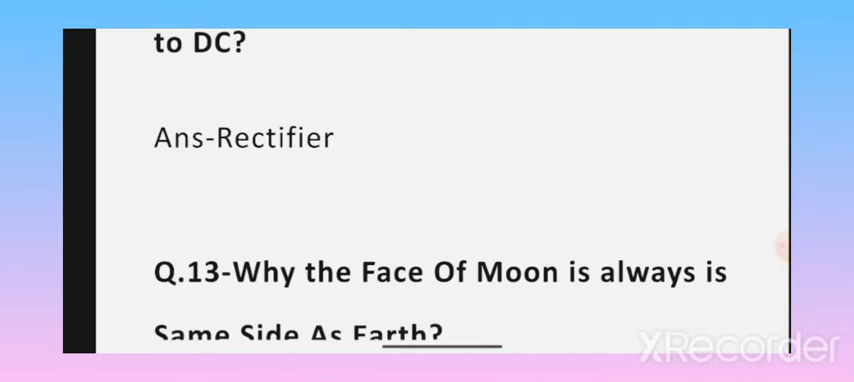 to DC?
Ans-Rectifier
Q.13-Why the Face Of Moon is always is
Same Side As Earth?
XRecorder